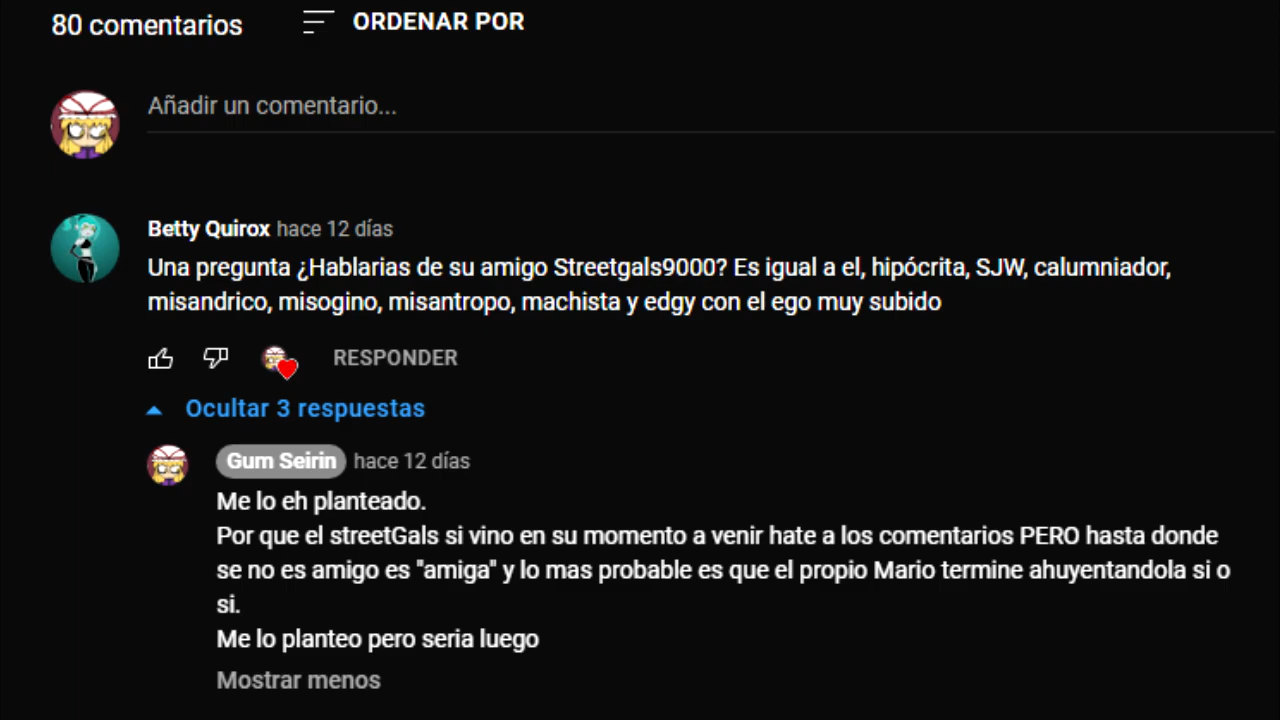 80 comentarios
ORDENAR POR
Añadir un comentario...
Betty Quirox hace 12 días
Una pregunta ¿Hablarias de su amigo Streetgals9000? Es igual a el, hipócrita, SJW, calumniador,
misandrico, misogino, misantropo, machista y edgy con el ego muy subido
RESPONDER
Ocultar 3 respuestas
Gum Seirin hace 12 días
Me lo eh planteado.
Por que el streetGals si vino en su momento a venir hate a los comentarios PERO hasta donde
se no es amigo es "amiga" y lo mas probable es que el propio Mario termine ahuyentandola si o
si.
Me lo planteo pero seria luego
Mostrar menos